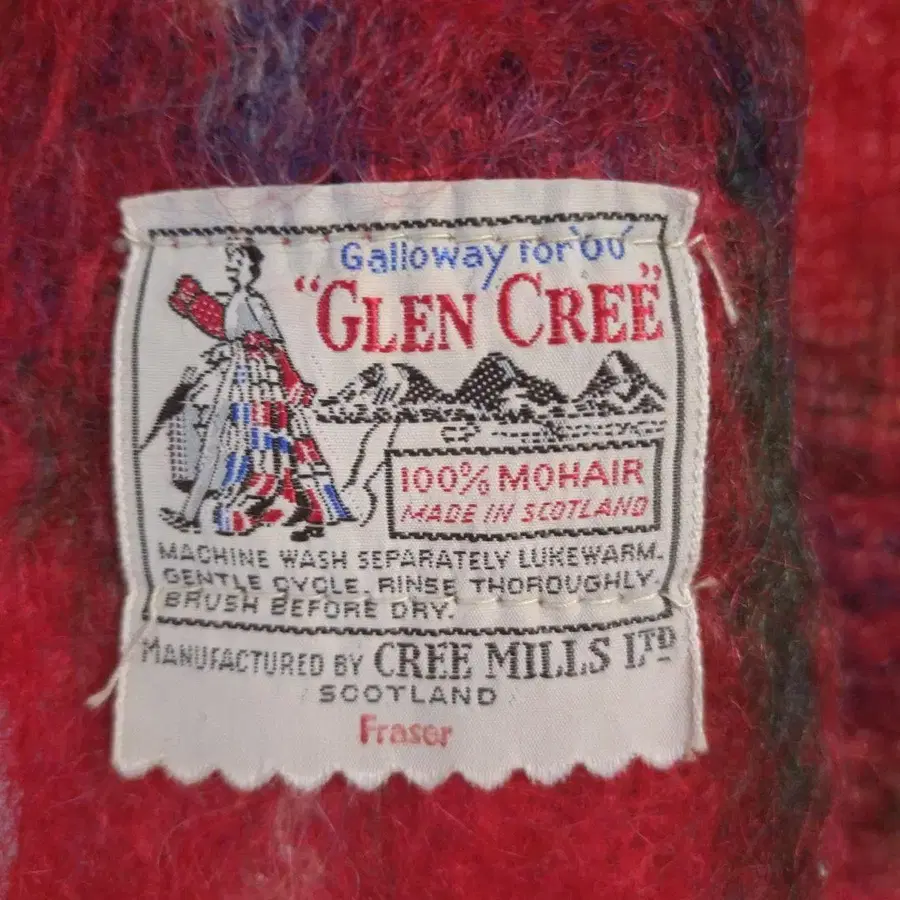 Galloway for 'oo'
"GLEN CREE"
100% MOHAIR
MADE IN SCOTLAND
MACHINE WASH SEPARATELY LUKEWARM.
GENTLE CYCLE. RINSE THOROUGHLY.
BRUSH BEFORE DRY.
MANUFACTURED BY CREE MILLS LTD
SCOTLAND
Fraser